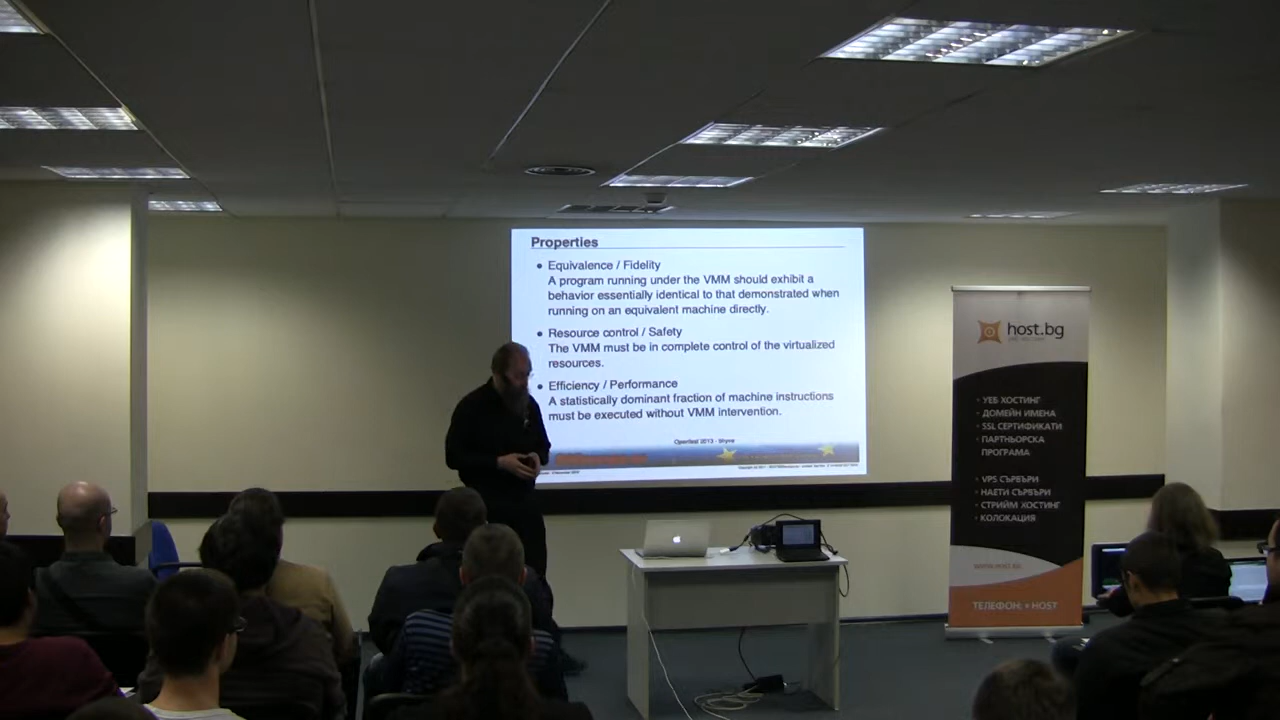 Properties
• Equivalence / Fidelity
A program running under the VMM should exhibit a
behavior essentially identical to that demonstrated when
running on an equivalent machine directly.
• Resource control / Safety
The VMM must be in complete control of the virtualized
resources.
• Efficiency / Performance
A statistically dominant fraction of machine instructions
must be executed without VMM intervention.
host.bg
• УЕБ ХОСТИНГ
• ДОМЕЙН ИМЕНА
• SSL СЕРТИФИКАТИ
• ПАРТНЬОРСКА
ПРОГРАМА
• VPS СЪРВЪРИ
• НАЕТИ СЪРВЪРИ
• СТРИЙМ ХОСТИНГ
• КОЛОКАЦИЯ
WWW.HOST.BG
ТЕЛЕФОН: * HOST